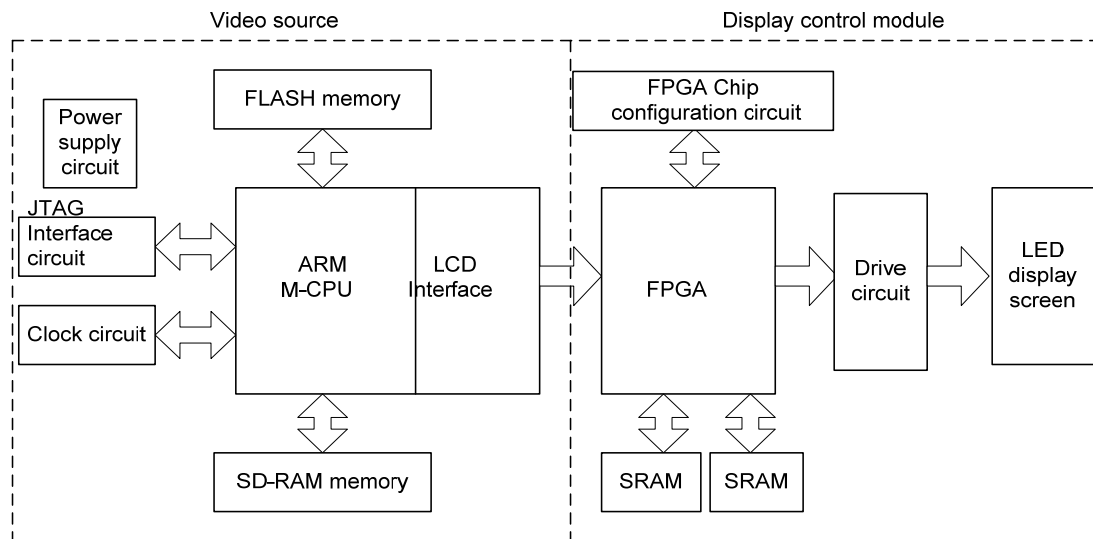 Video source
Display control module
FLASH memory
FPGA Chip
configuration circuit
Power
supply
circuit
JTAG
Interface
circuit
ARM
M-CPU
LCD
Interface
FPGA
Drive
circuit
LED
display
screen
Clock circuit
SD-RAM memory
SRAM
SRAM